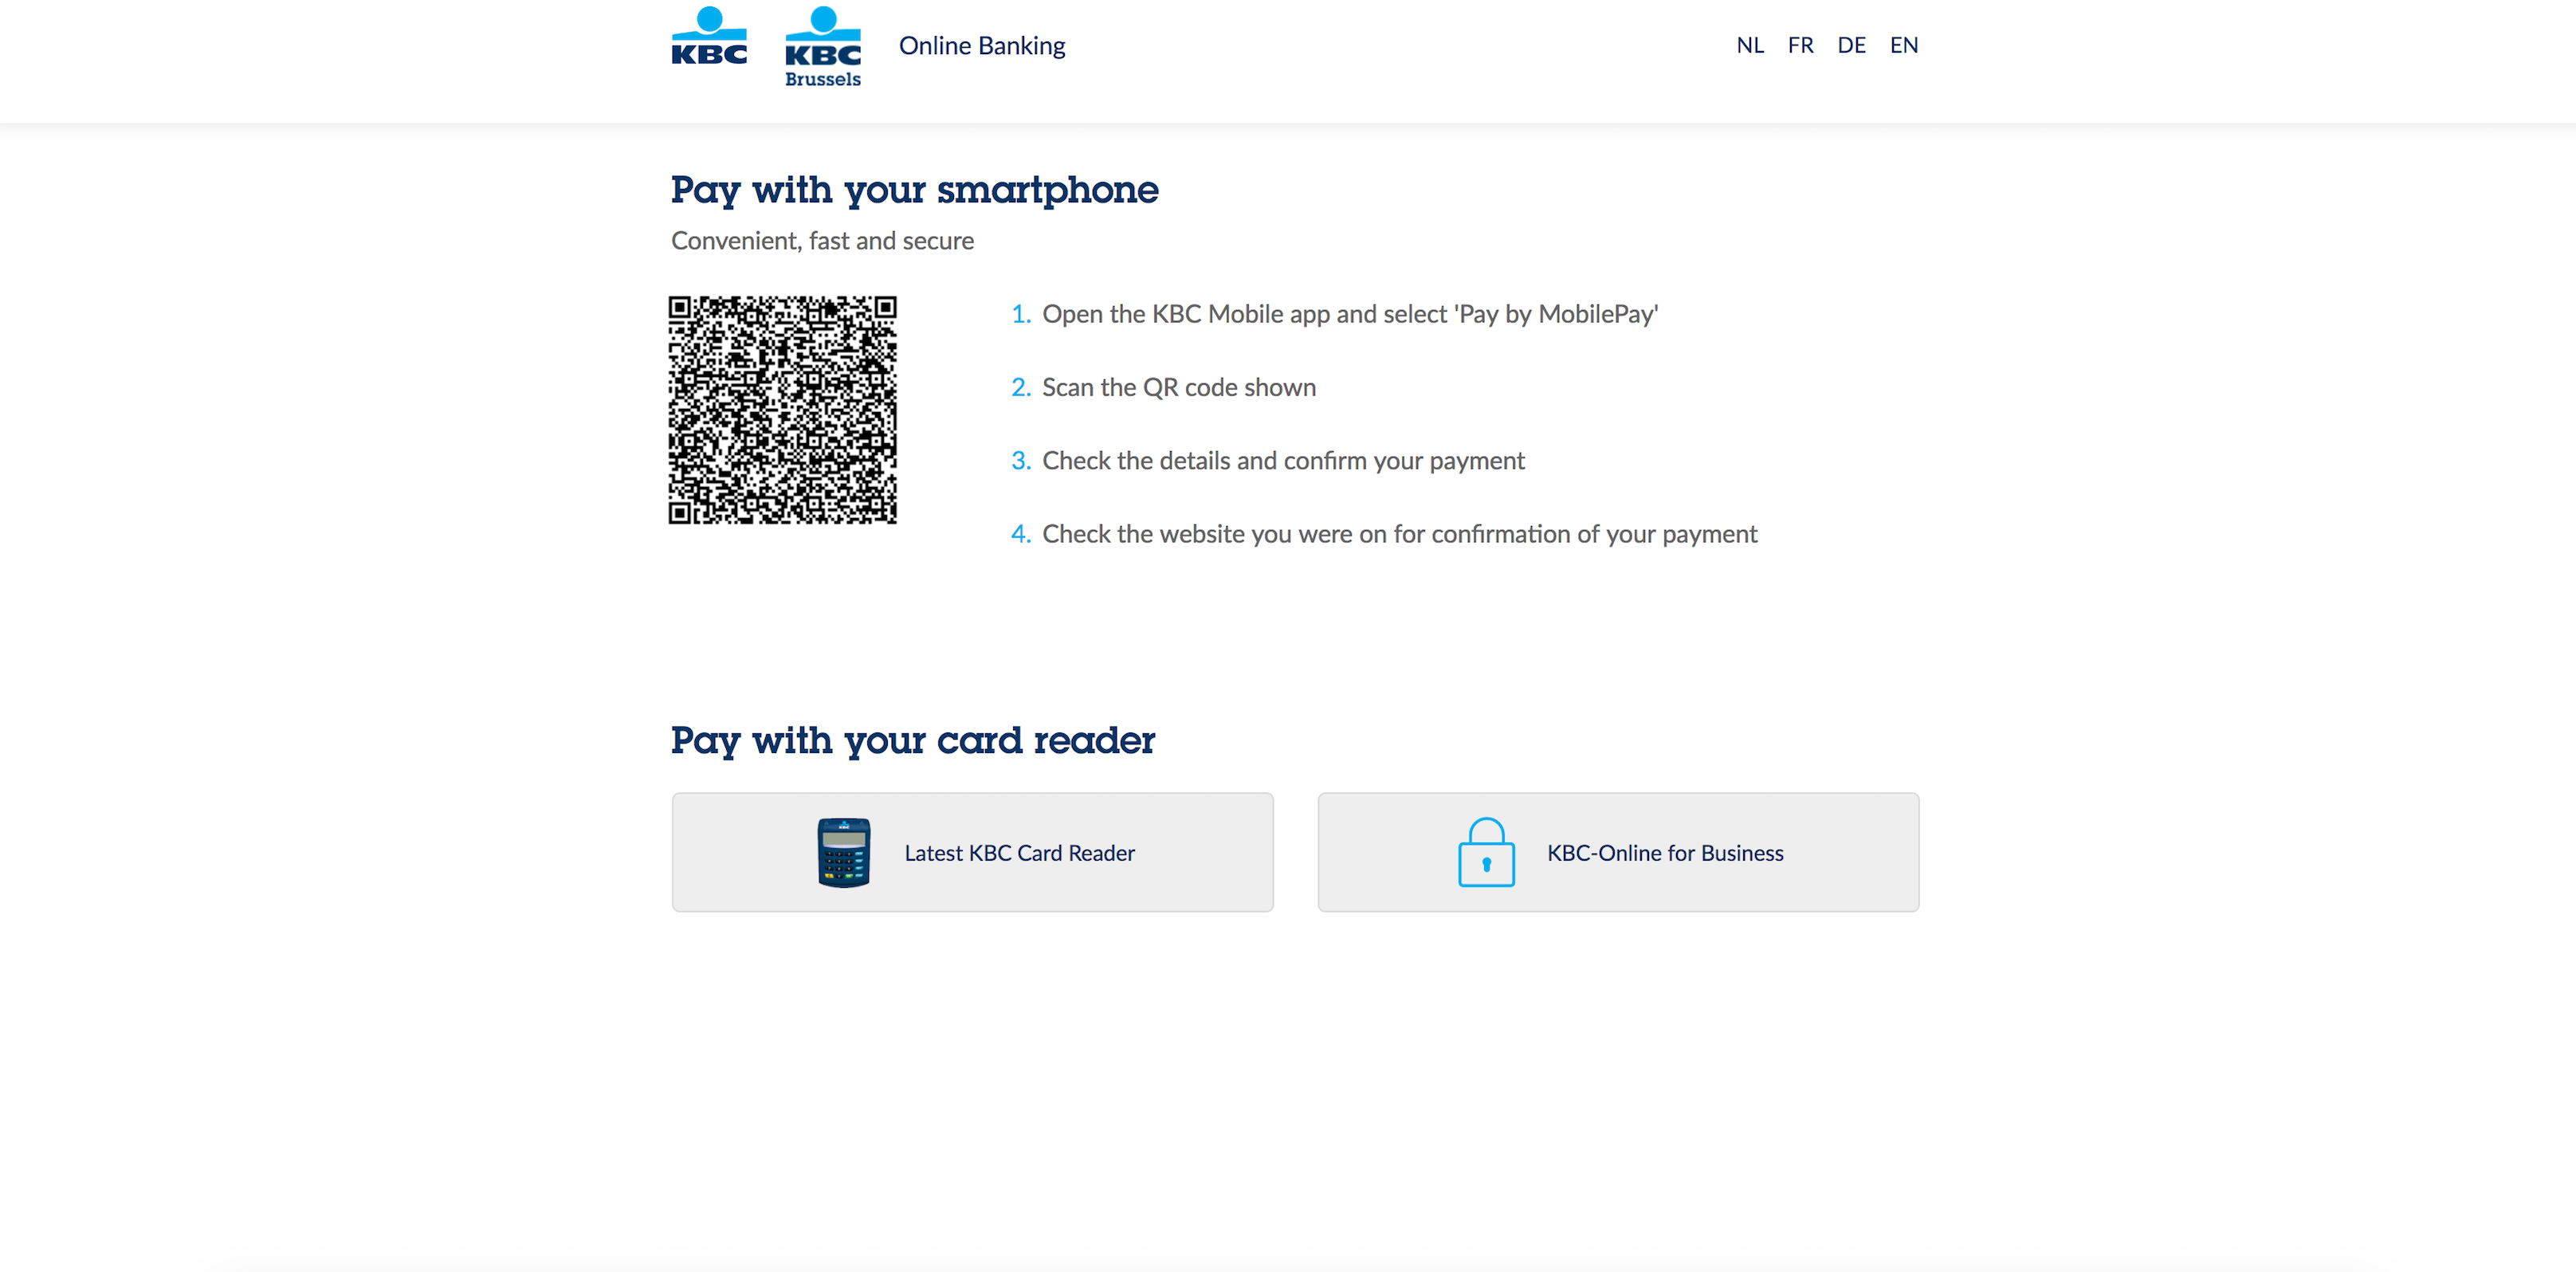 KBC
KBC
Brussels
Online Banking
NL FR DE EN
Pay with your smartphone
Convenient, fast and secure
1. Open the KBC Mobile app and select 'Pay by MobilePay'
2. Scan the QR code shown
3. Check the details and confirm your payment
4. Check the website you were on for confirmation of your payment
Pay with your card reader
Latest KBC Card Reader
KBC-Online for Business